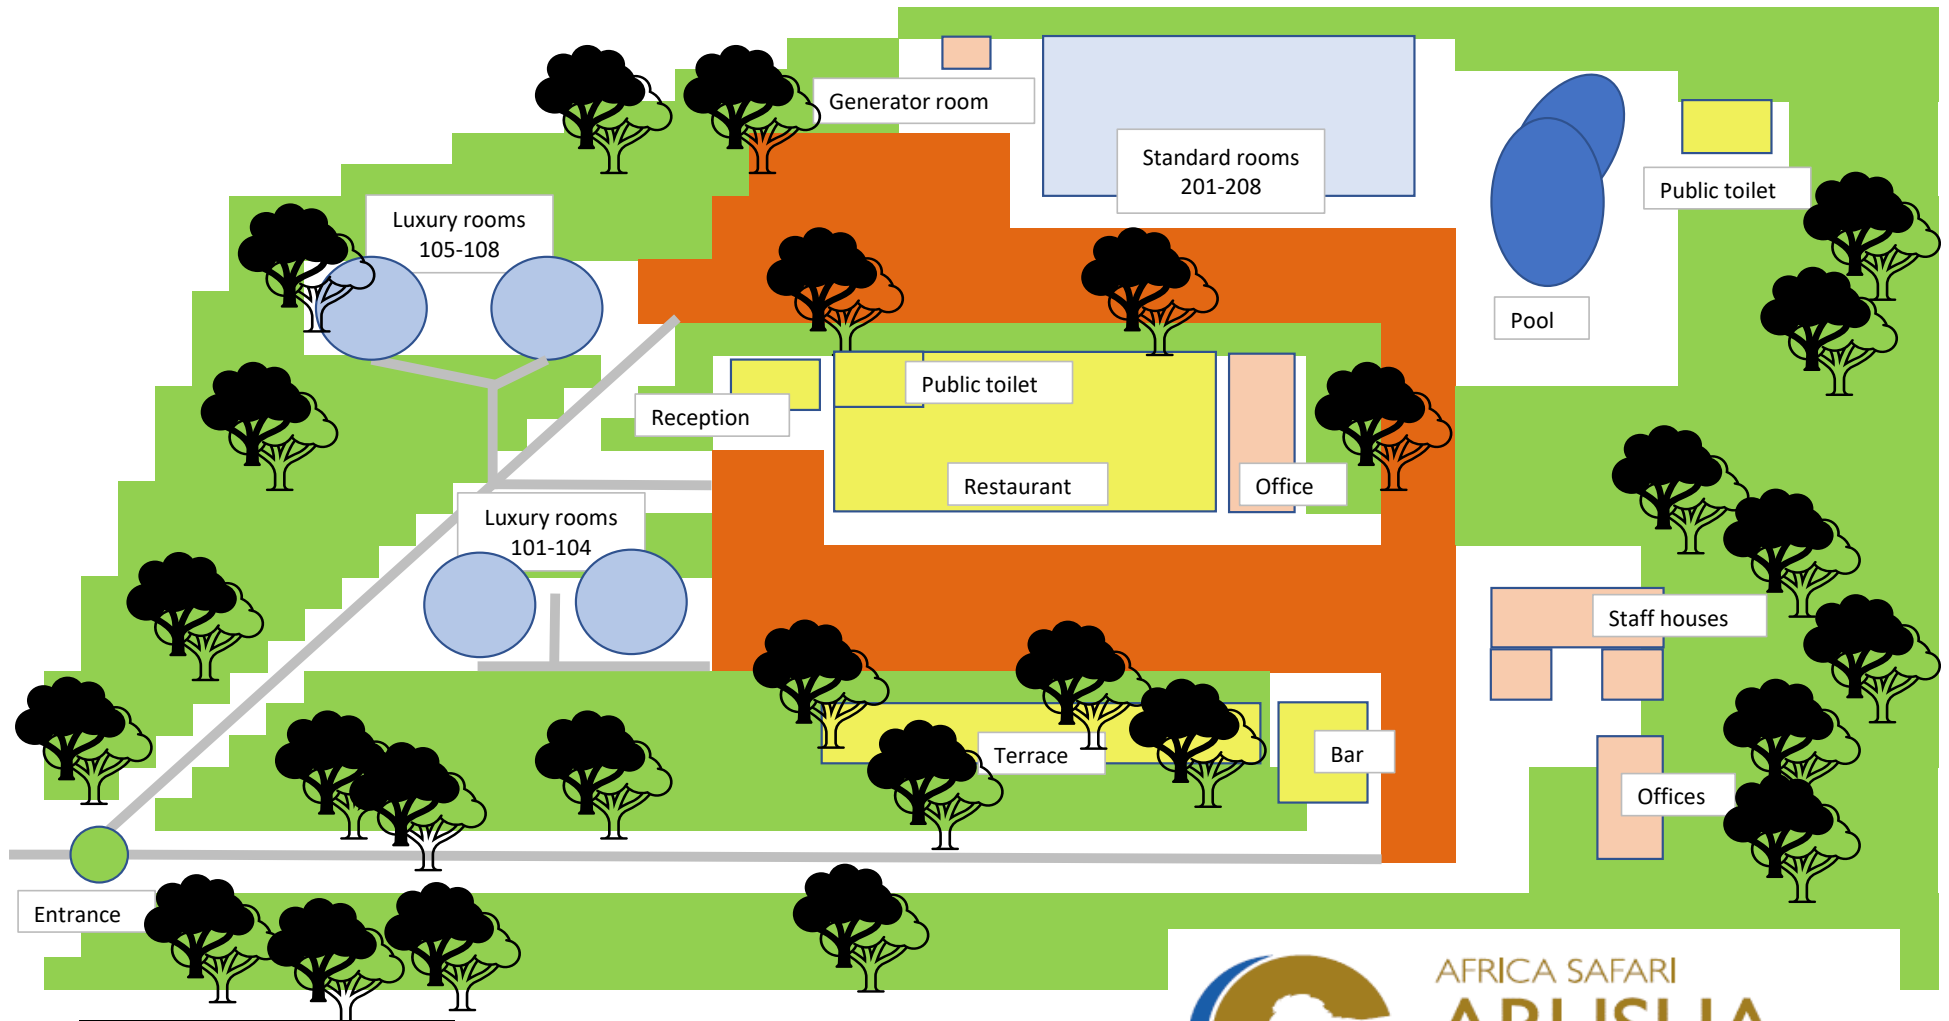 Generator room
Standard rooms
201-208
Public toilet
Luxury rooms
105-108
Pool
Public toilet
Reception
Restaurant
Office
Luxury rooms
101-104
Staff houses
Terrace
Bar
Offices
Entrance
AFRICA SAFARI
ARUSHA